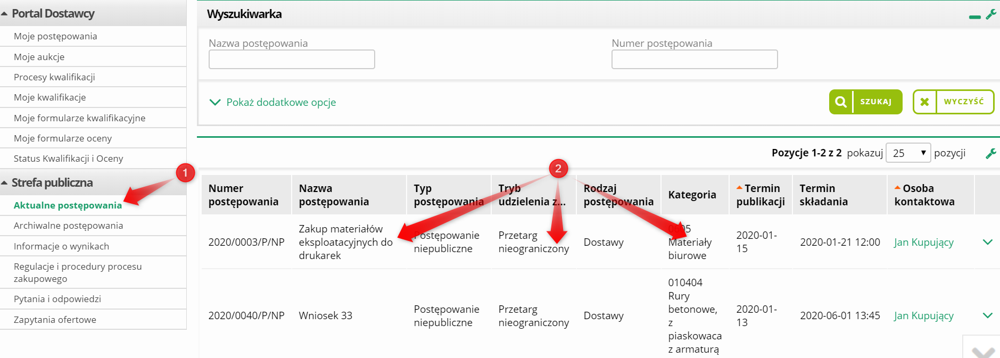 Portal Dostawcy
Moje postępowania
Moje aukcje
Procesy kwalifikacji
Moje kwalifikacje
Moje formularze kwalifikacyjne
Moje formularze oceny
Status Kwalifikacji i Oceny
1
Strefa publiczna
Aktualne postępowania
Archiwalne postępowania
Informacje o wynikach
Regulacje i procedury procesu
zakupowego
Pytania i odpowiedzi
Zapytania ofertowe
Wyszukiwarka
Nazwa postępowania
Numer postępowania
Pokaż dodatkowe opcje
SZUKAJ
WYCZYŚĆ
Pozycje 1-2 z 2 pokazuj 25 pozycji
2
Numer
postępowania
Nazwa
postępowania
Typ
postępowania
Tryb
udzielenia z...
Rodzaj
postępowania
Kategoria
Termin
publikacji
Termin
składania
Osoba
kontaktowa
2020/0003/P/NP
Zakup materiałów
eksploatacyjnych do
drukarek
Postępowanie
niepubliczne
Przetarg
nieograniczony
Dostawy
0605
Materiały
biurowe
2020-01-
15
2020-01-21 12:00
Jan Kupujący
2020/0040/P/NP
Wniosek 33
Postępowanie
niepubliczne
Przetarg
nieograniczony
Dostawy
010404
Rury
betonowe,
z
piaskowaca
z armaturą
2020-01-
13
2020-06-01 13:45
Jan Kupujący